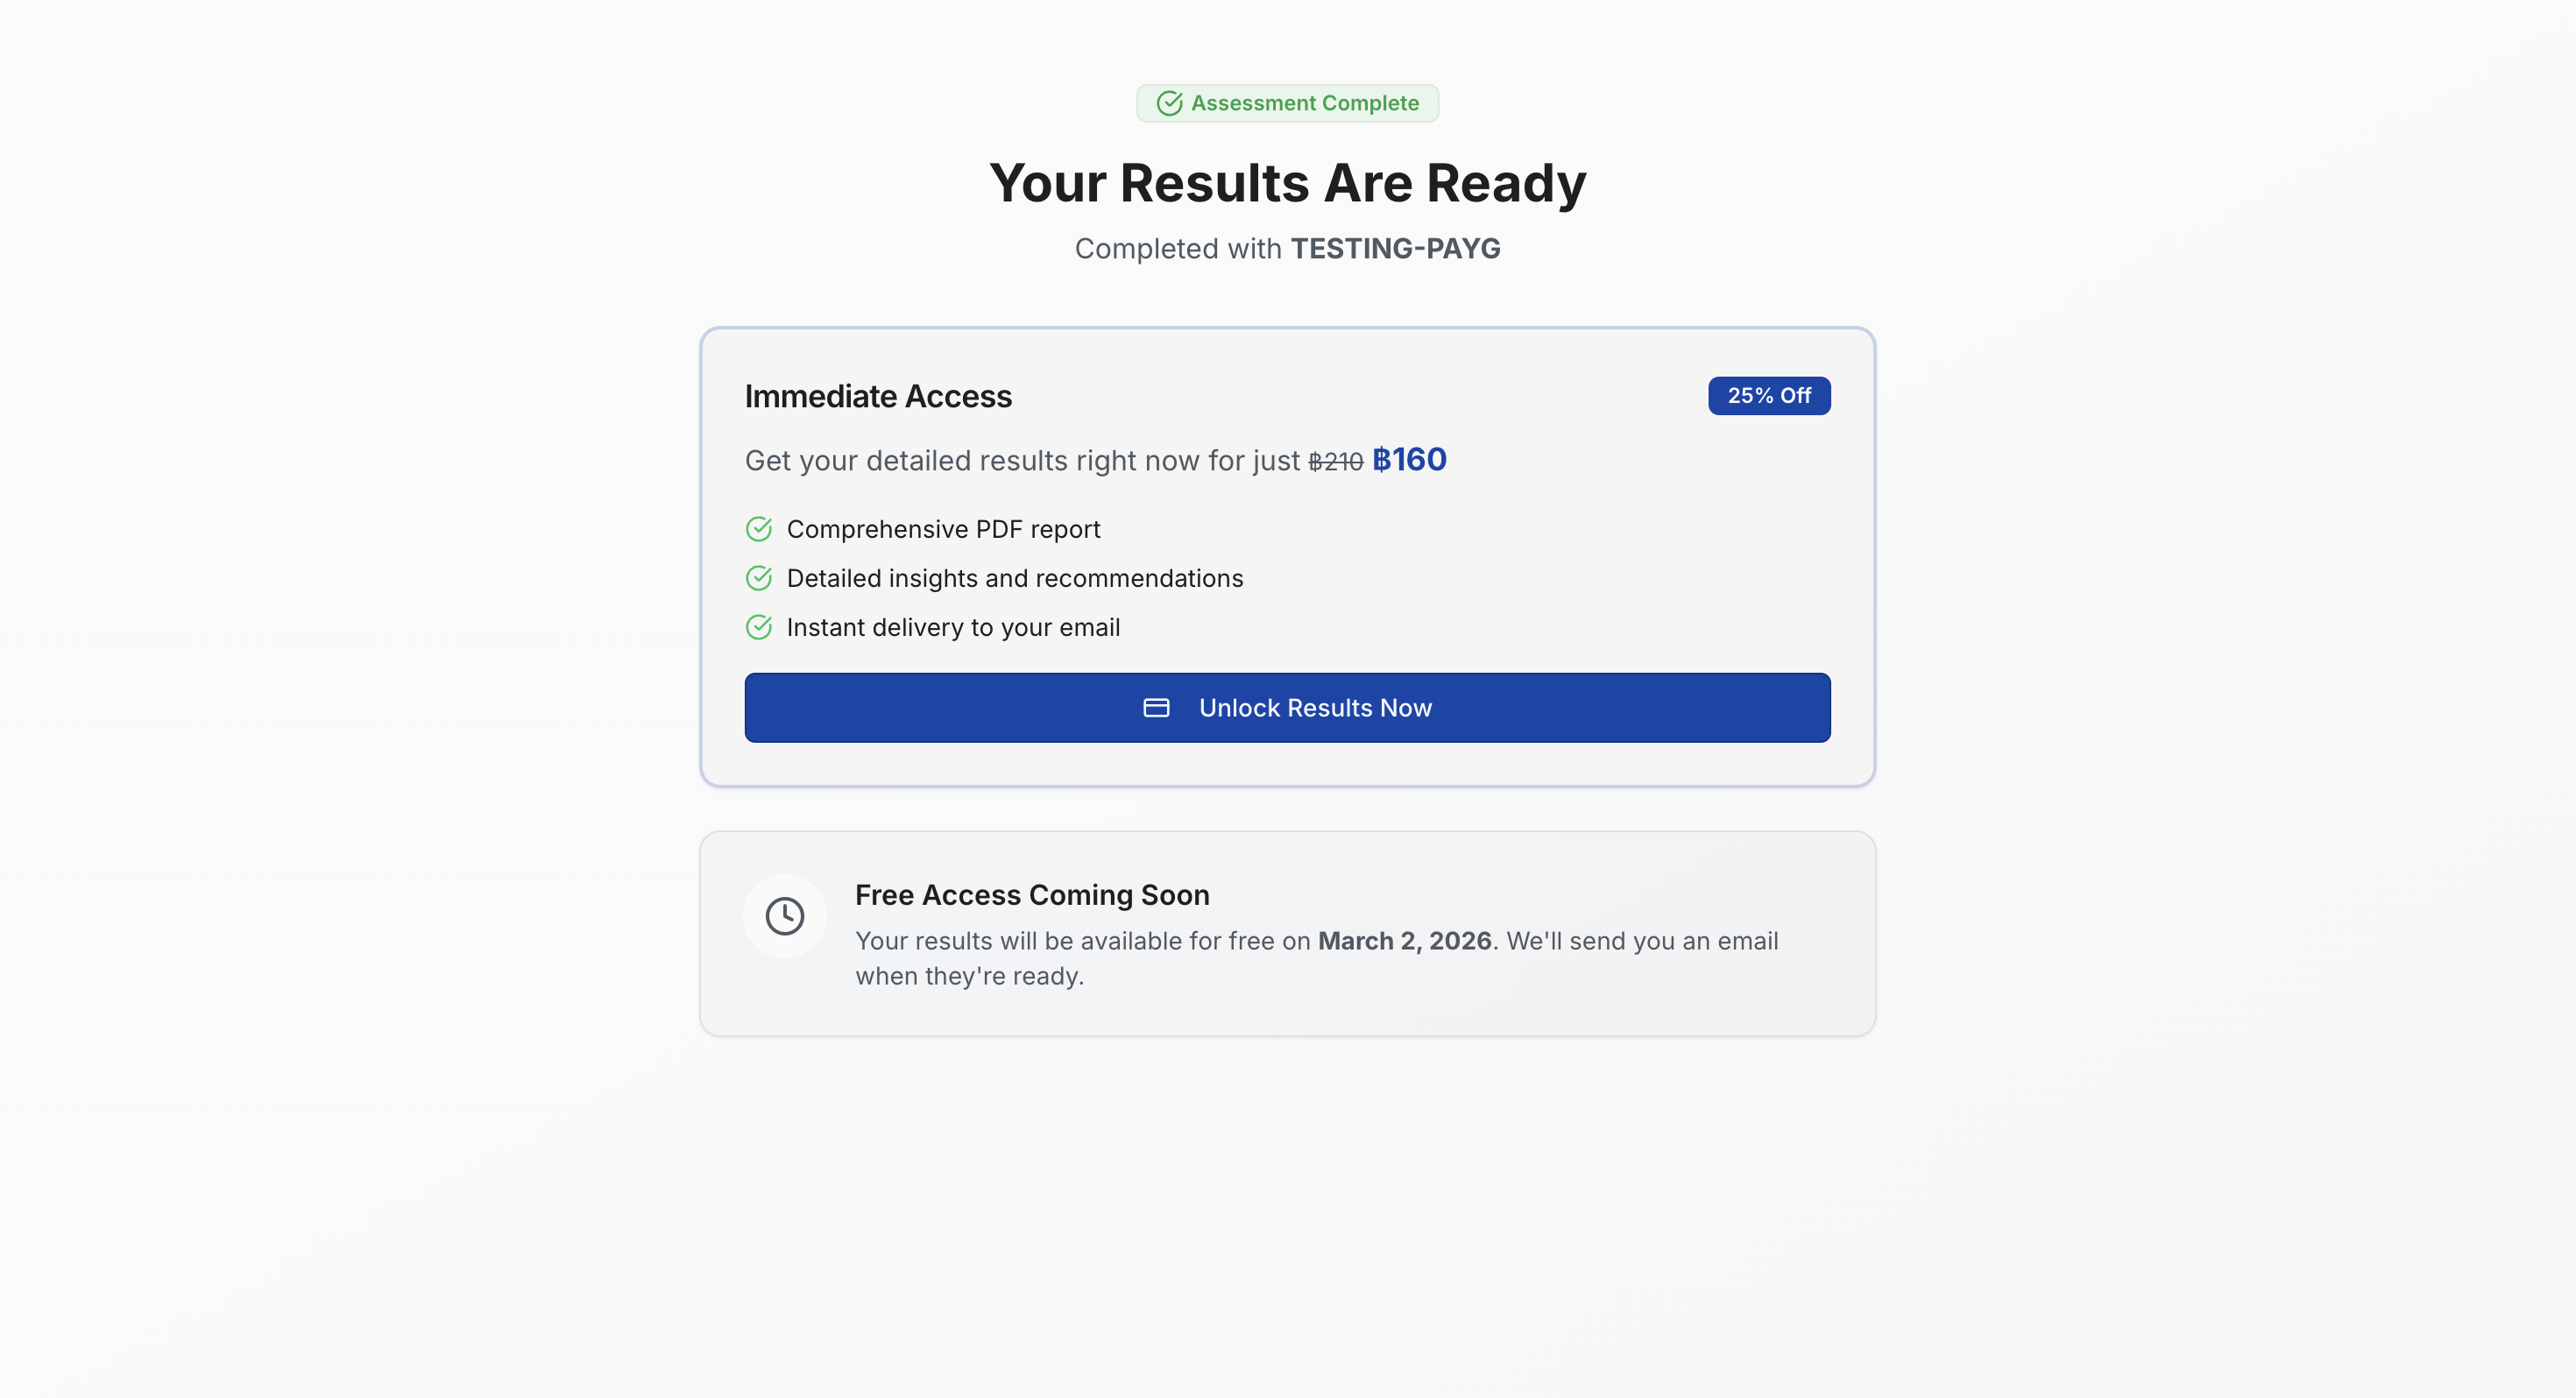 Assessment Complete
Your Results Are Ready
Completed with TESTING-PAYG
Immediate Access
25% Off
Get your detailed results right now for just ฿210 ฿160
Comprehensive PDF report
Detailed insights and recommendations
Instant delivery to your email
Unlock Results Now
Free Access Coming Soon
Your results will be available for free on March 2, 2026. We'll send you an email
when they're ready.